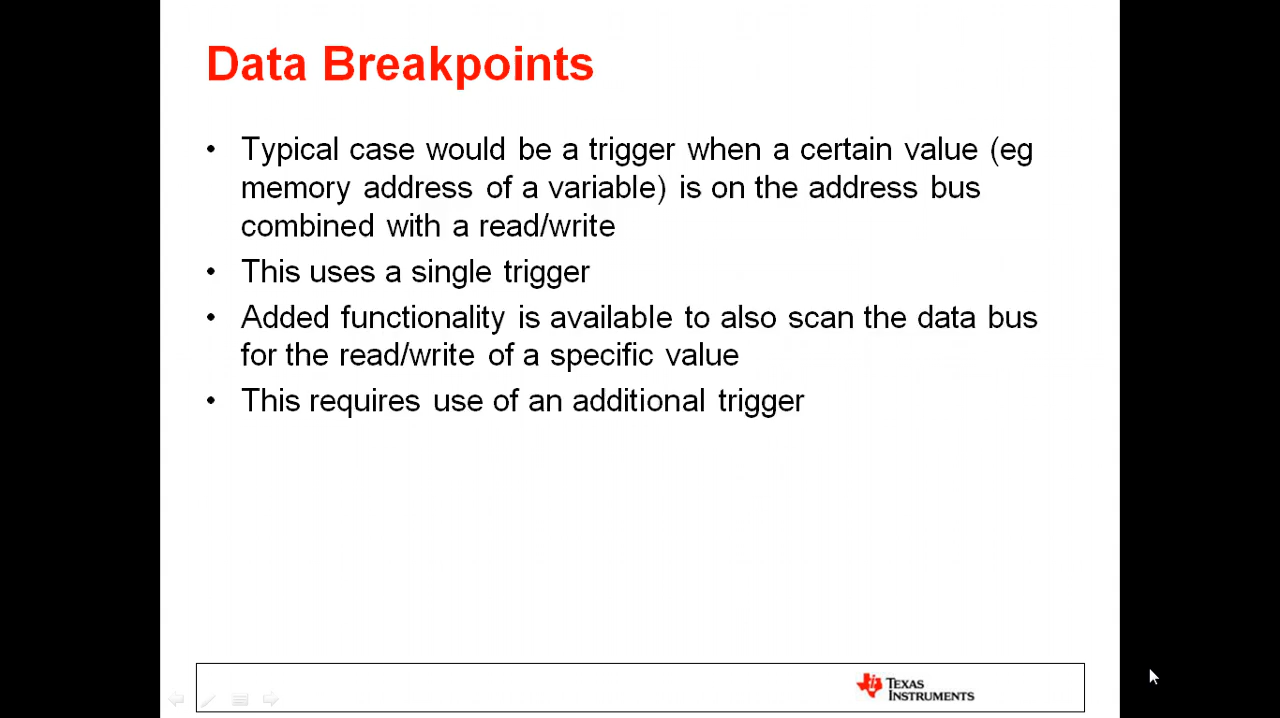 Data Breakpoints
• Typical case would be a trigger when a certain value (eg
memory address of a variable) is on the address bus
combined with a read/write
• This uses a single trigger
• Added functionality is available to also scan the data bus
for the read/write of a specific value
• This requires use of an additional trigger
TEXAS
INSTRUMENTS